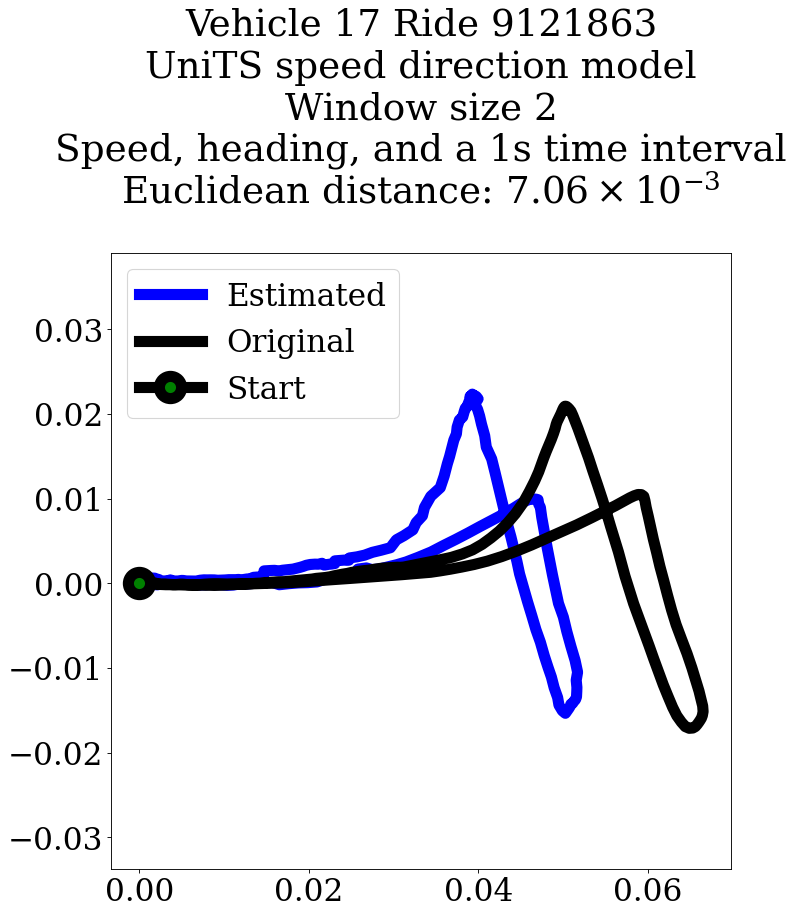 Vehicle 17 Ride 9121863
UniTS speed direction model
Window size 2
Speed, heading, and a 1s time interval
Euclidean distance: 7.06 × 10⁻³
Estimated
Original
Start
0.03
0.02
0.01
0.00
−0.01
−0.02
−0.03
0.00 0.02 0.04 0.06